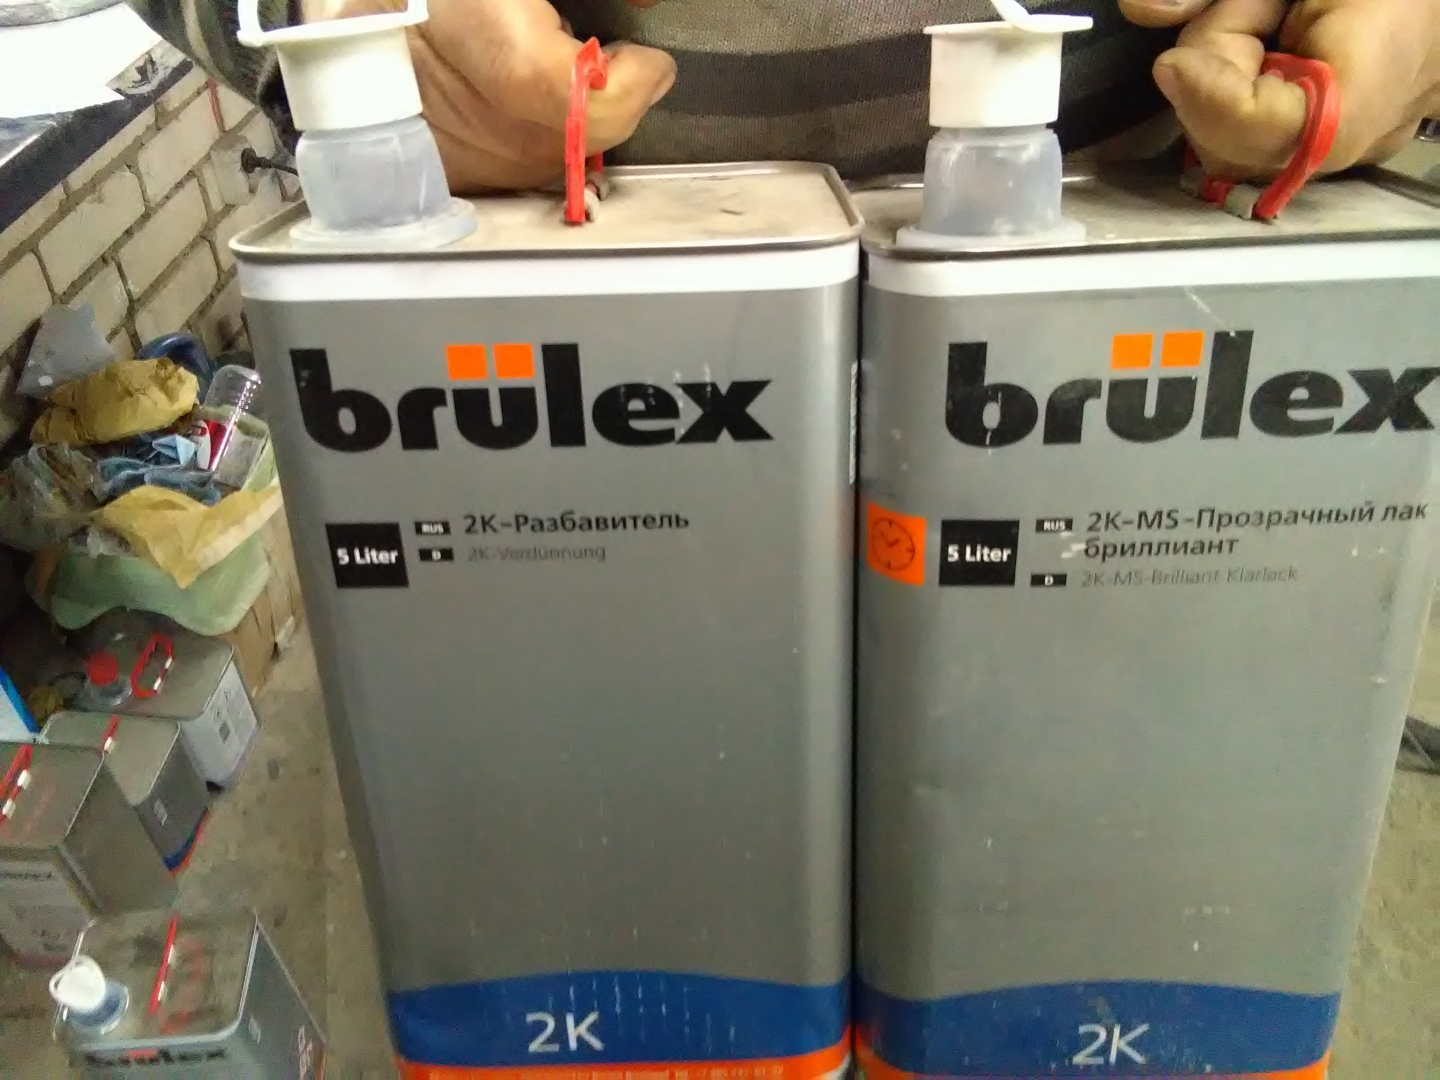 brülex
5 Liter
RUS 2K-Разбавитель
D 2K-Verdünnung
2K
brülex
5 Liter
RUS 2K-MS-Прозрачный лак
бриллиант
D 2K-MS-Brilliant Klarlack
2K
brülex